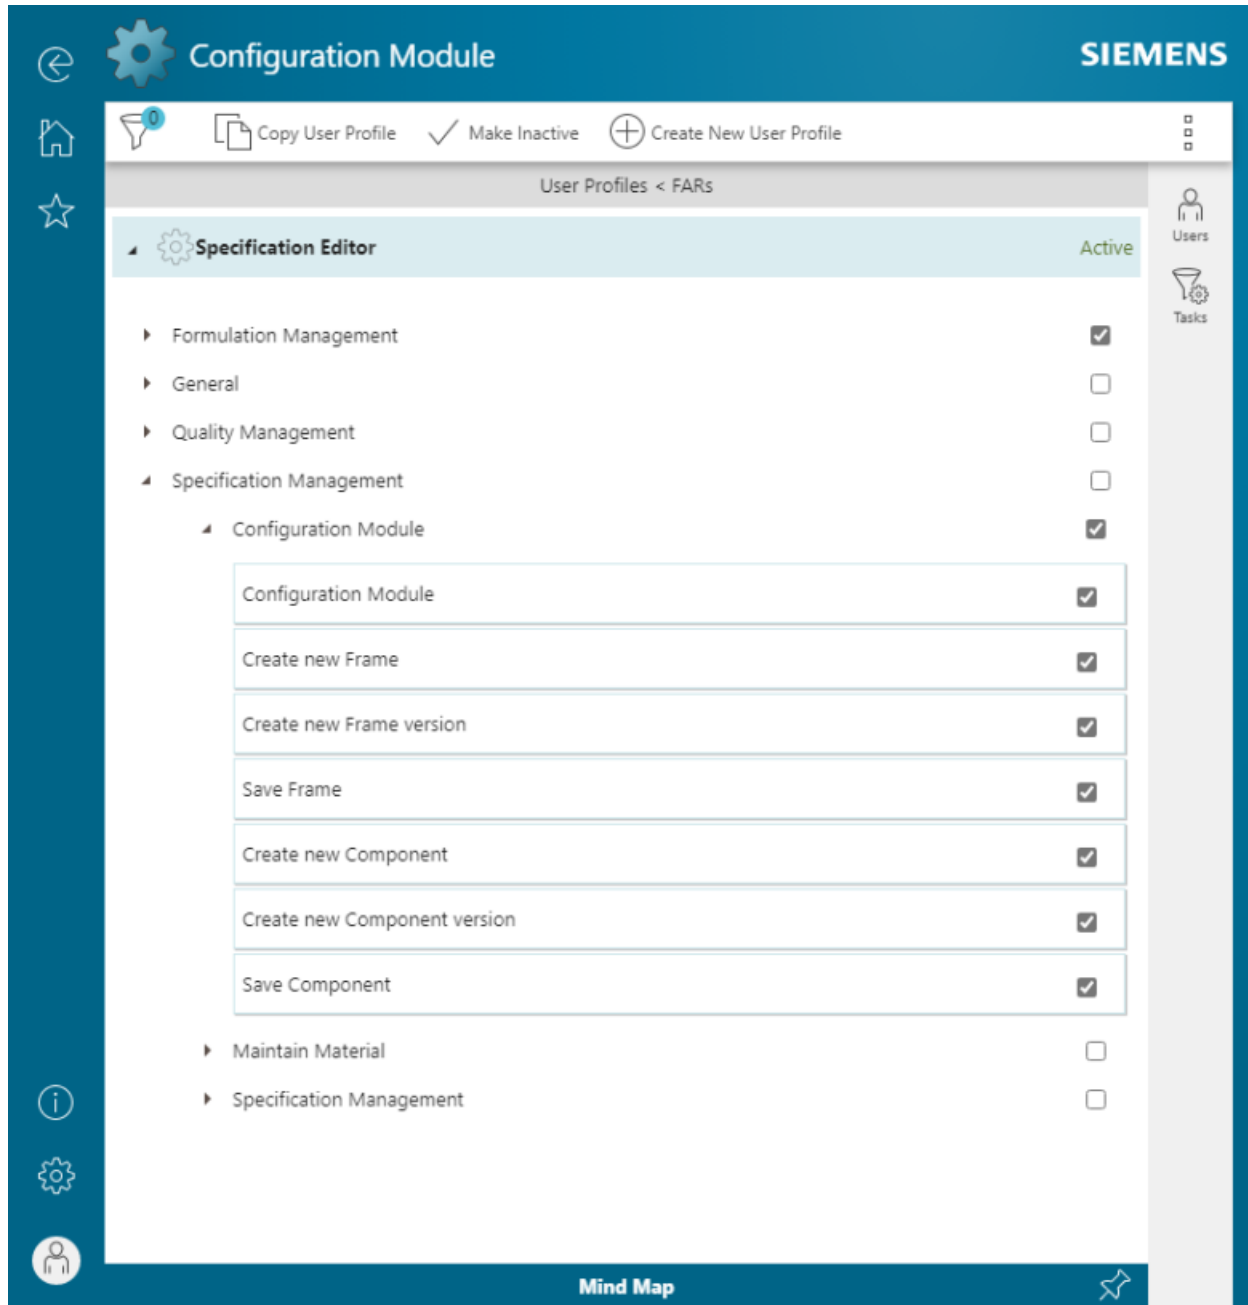 Configuration Module
SIEMENS
0
Copy User Profile
Make Inactive
Create New User Profile
User Profiles < FARs
Users
Specification Editor
Active
Tasks
Formulation Management
General
Quality Management
Specification Management
Configuration Module
Configuration Module
Create new Frame
Create new Frame version
Save Frame
Create new Component
Create new Component version
Save Component
Maintain Material
Specification Management
Mind Map